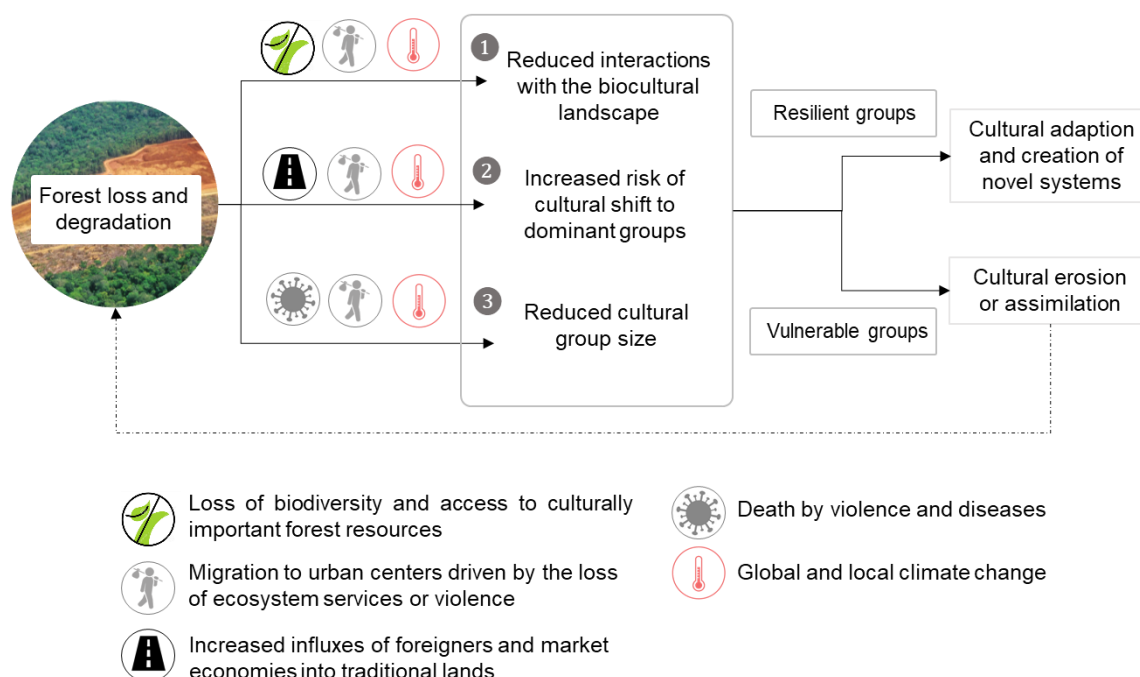 1
Reduced interactions
with the biocultural
landscape
Forest loss and
degradation
2
Increased risk of
cultural shift to
dominant groups
3
Reduced cultural
group size
Resilient groups
Cultural adaption
and creation of
novel systems
Vulnerable groups
Cultural erosion
or assimilation
Loss of biodiversity and access to culturally
important forest resources
Migration to urban centers driven by the loss
of ecosystem services or violence
Increased influxes of foreigners and market
economies into traditional lands
Death by violence and diseases
Global and local climate change